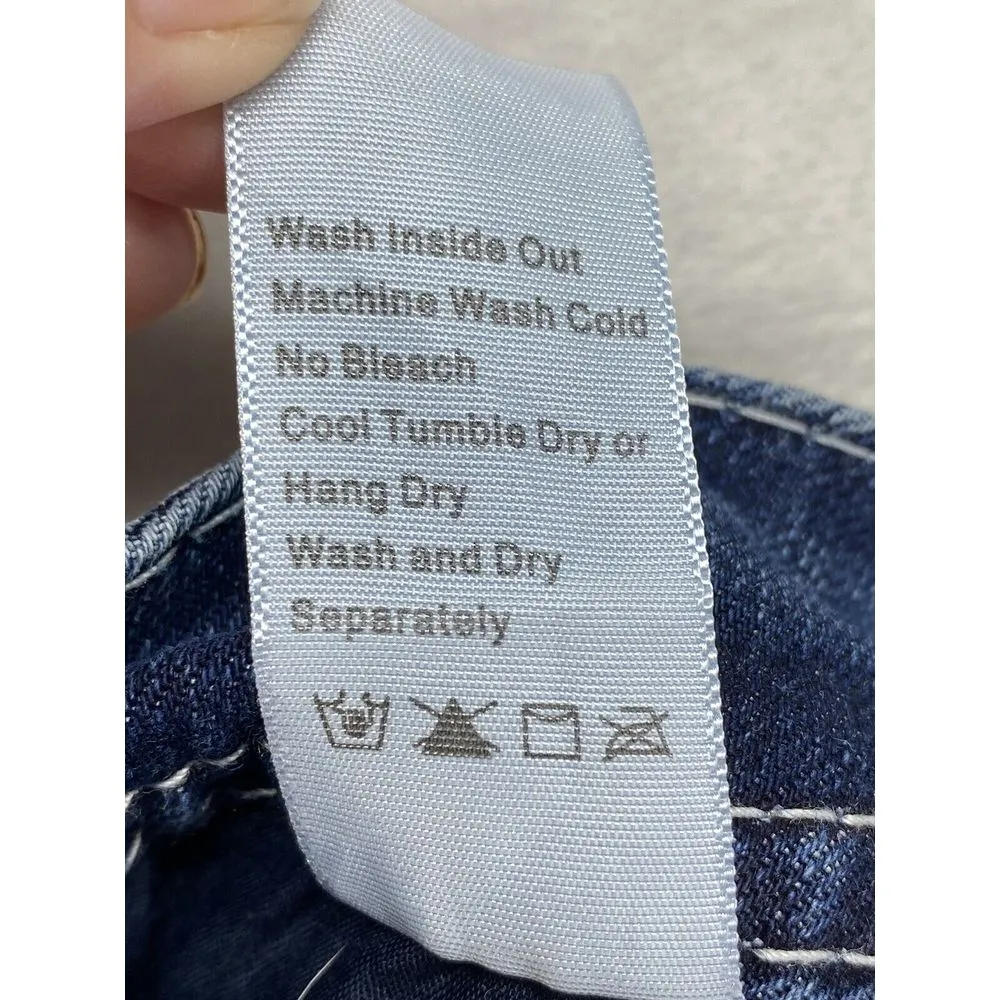 Wash Inside Out
Machine Wash Cold
No Bleach
Cool Tumble Dry or
Hang Dry
Wash and Dry
Separately